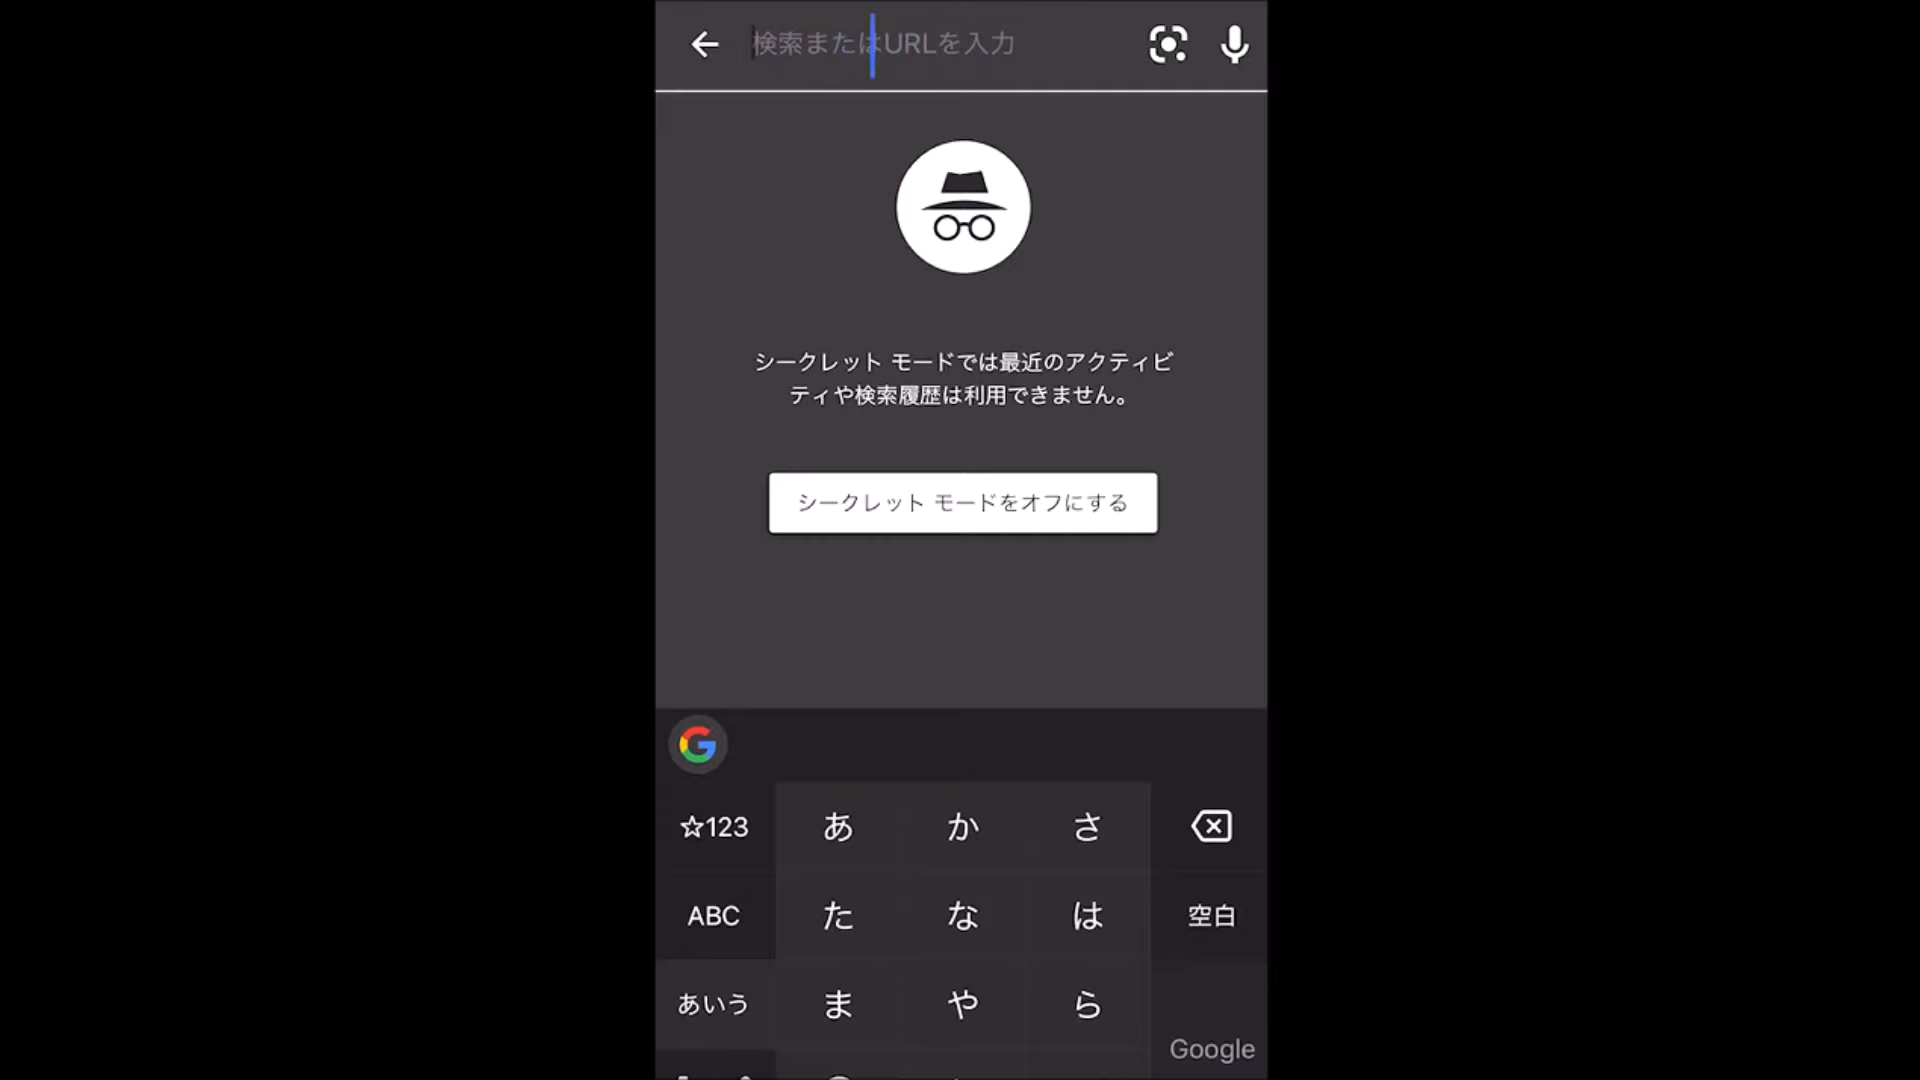 検索またはURLを入力
シークレット モードでは最近のアクティビ
ティや検索履歴は利用できません。
シークレット モードをオフにする
☆123
あ
か
さ
ABC
た
な
は
空白
あいう
ま
や
ら
Google